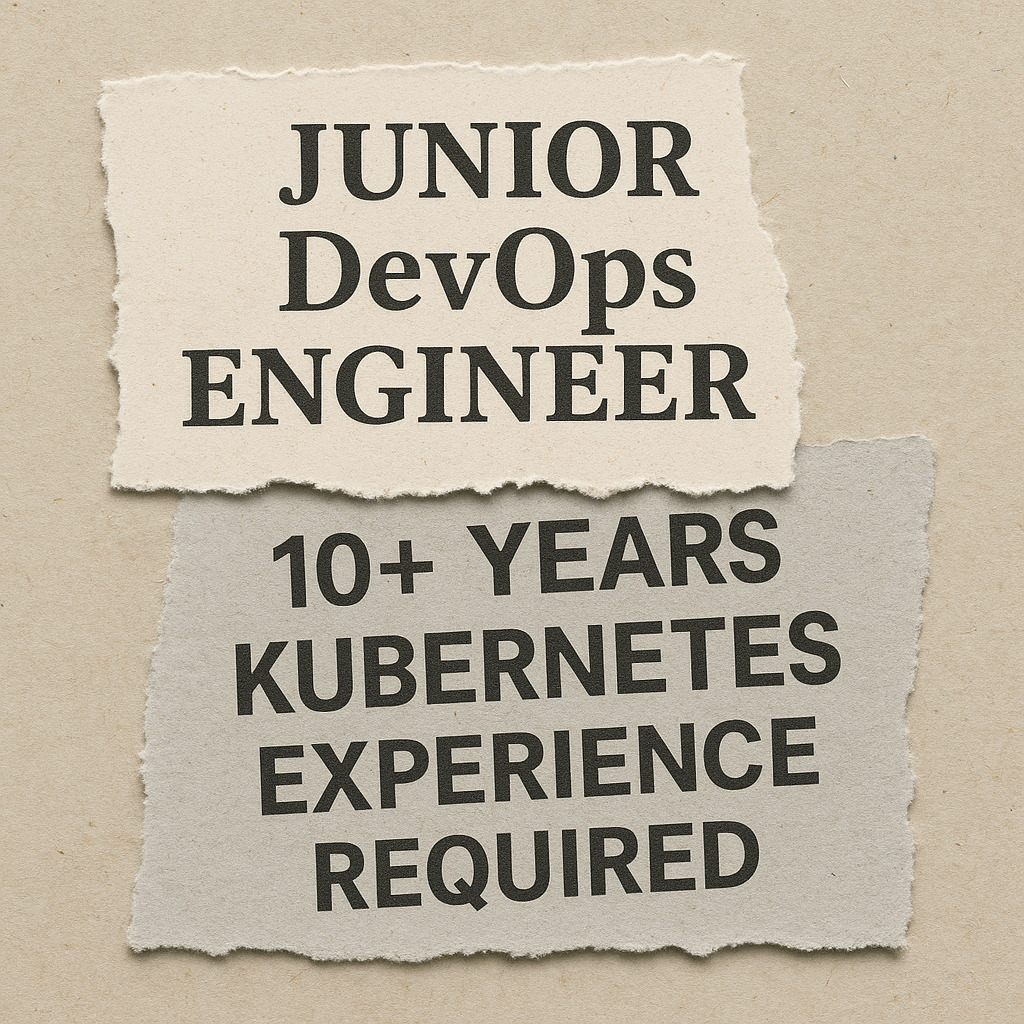 JUNIOR
DevOps
ENGINEER
10+ YEARS
KUBERNETES
EXPERIENCE
REQUIRED